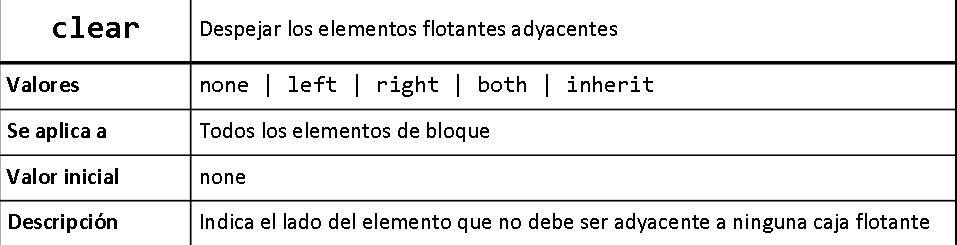 clear Despejar los elementos flotantes adyacentes
Valores none | left | right | both | inherit
Se aplica a Todos los elementos de bloque
Valor inicial none
Descripción Indica el lado del elemento que no debe ser adyacente a ninguna caja flotante